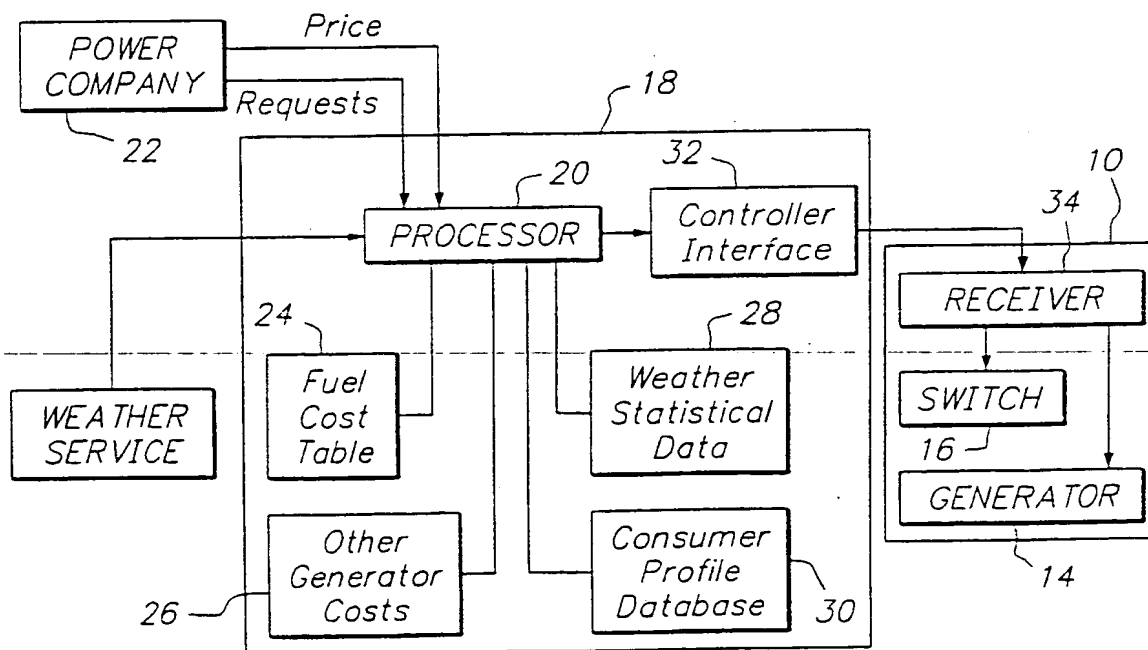 Price
POWER
COMPANY
Requests
22
18
20
PROCESSOR
32
Controller
Interface
10
34
RECEIVER
24
Fuel
Cost
Table
28
Weather
Statistical
Data
WEATHER
SERVICE
SWITCH
16
GENERATOR
14
Other
Generator
Costs
26
Consumer
Profile
Database
30